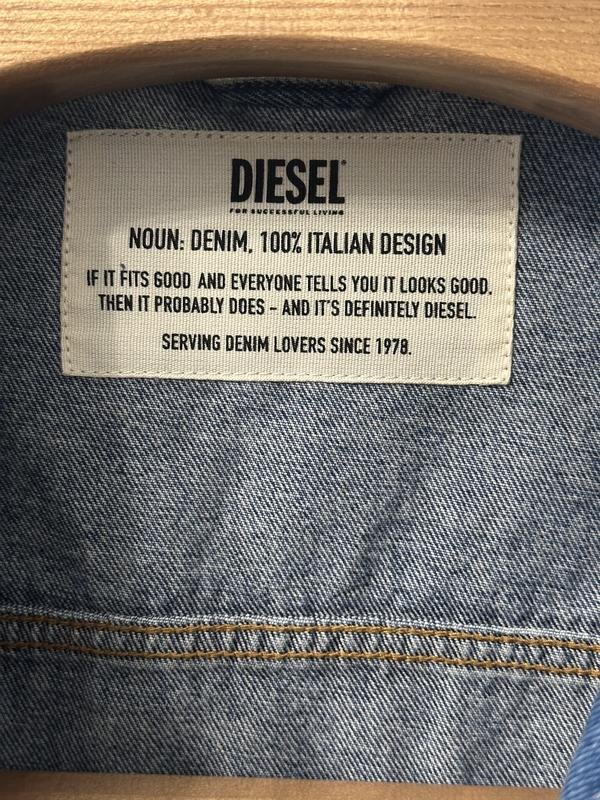 DIESEL®
FOR SUCCESSFUL LIVING
NOUN: DENIM, 100% ITALIAN DESIGN
IF IT FITS GOOD AND EVERYONE TELLS YOU IT LOOKS GOOD.
THEN IT PROBABLY DOES – AND IT'S DEFINITELY DIESEL.
SERVING DENIM LOVERS SINCE 1978.